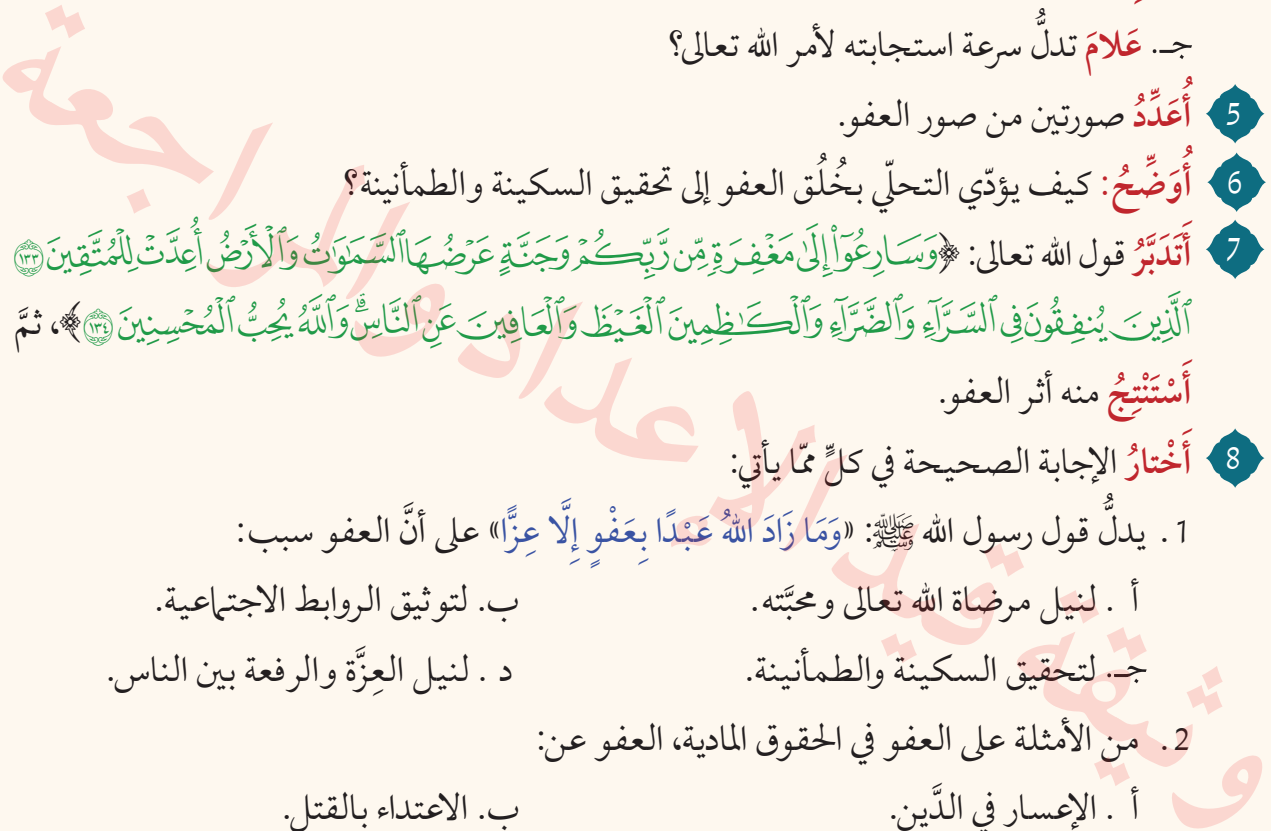 جـ. عَلامَ تدلُّ سرعة استجابته لأمر الله تعالى؟
5 أُعَدِّدُ صورتين من صور العفو.
6 أُوَضِّحُ: كيف يؤدّي التحلّي بخُلُق العفو إلى تحقيق السكينة والطمأنينة؟
7 أَتَدَبَّرُ قول الله تعالى: ﴿وَسَارِعُوٓاْ إِلَىٰ مَغْفِرَةٖ مِّن رَّبِّكُمْ وَجَنَّةٍ عَرْضُهَا ٱلسَّمَٰوَٰتُ وَٱلْأَرْضُ أُعِدَّتْ لِلْمُتَّقِينَ ١٣٣
ٱلَّذِينَ يُنفِقُونَ فِي ٱلسَّرَّآءِ وَٱلضَّرَّآءِ وَٱلْكَٰظِمِينَ ٱلْغَيْظَ وَٱلْعَافِينَ عَنِ ٱلنَّاسِۗ وَٱللَّهُ يُحِبُّ ٱلْمُحْسِنِينَ ١٣٤﴾، ثمَّ
أَسْتَنْتِجُ منه أثر العفو.
8 أَخْتارُ الإجابة الصحيحة في كلٍّ ممّا يأتي:
1. يدلُّ قول رسول الله ﷺ: «وَمَا زَادَ اللهُ عَبْدًا بِعَفْوٍ إِلَّا عِزًّا» على أنَّ العفو سبب:
أ . لنيل مرضاة الله تعالى ومحبَّته. ب. لتوثيق الروابط الاجتماعية.
جـ. لتحقيق السكينة والطمأنينة. د . لنيل العِزَّة والرفعة بين الناس.
2. من الأمثلة على العفو في الحقوق المادية، العفو عن:
أ . الإعسار في الدَّين. ب. الاعتداء بالقتل.
وثيقة قيد الاعداد والمراجعة